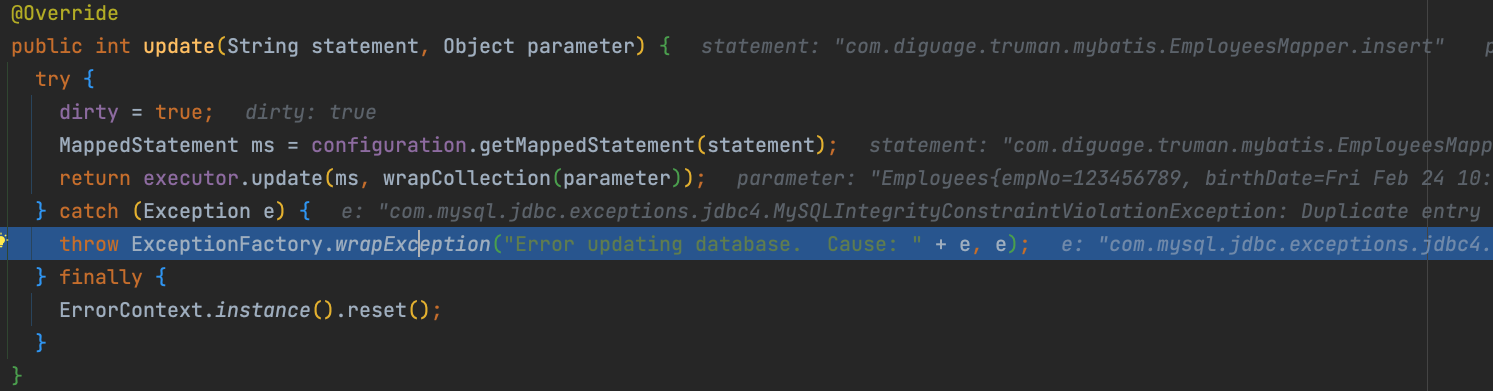 @Override
public int update(String statement, Object parameter) {   statement: "com.diguage.truman.mybatis.EmployeesMapper.insert"   p
try {
dirty = true;   dirty: true
MappedStatement ms = configuration.getMappedStatement(statement);   statement: "com.diguage.truman.mybatis.EmployeesMapp
return executor.update(ms, wrapCollection(parameter));   parameter: "Employees{empNo=123456789, birthDate=Fri Feb 24 10:
} catch (Exception e) {   e: "com.mysql.jdbc.exceptions.jdbc4.MySQLIntegrityConstraintViolationException: Duplicate entry
throw ExceptionFactory.wrapException("Error updating database.  Cause: " + e, e);   e: "com.mysql.jdbc.exceptions.jdbc4.
} finally {
ErrorContext.instance().reset();
}
}